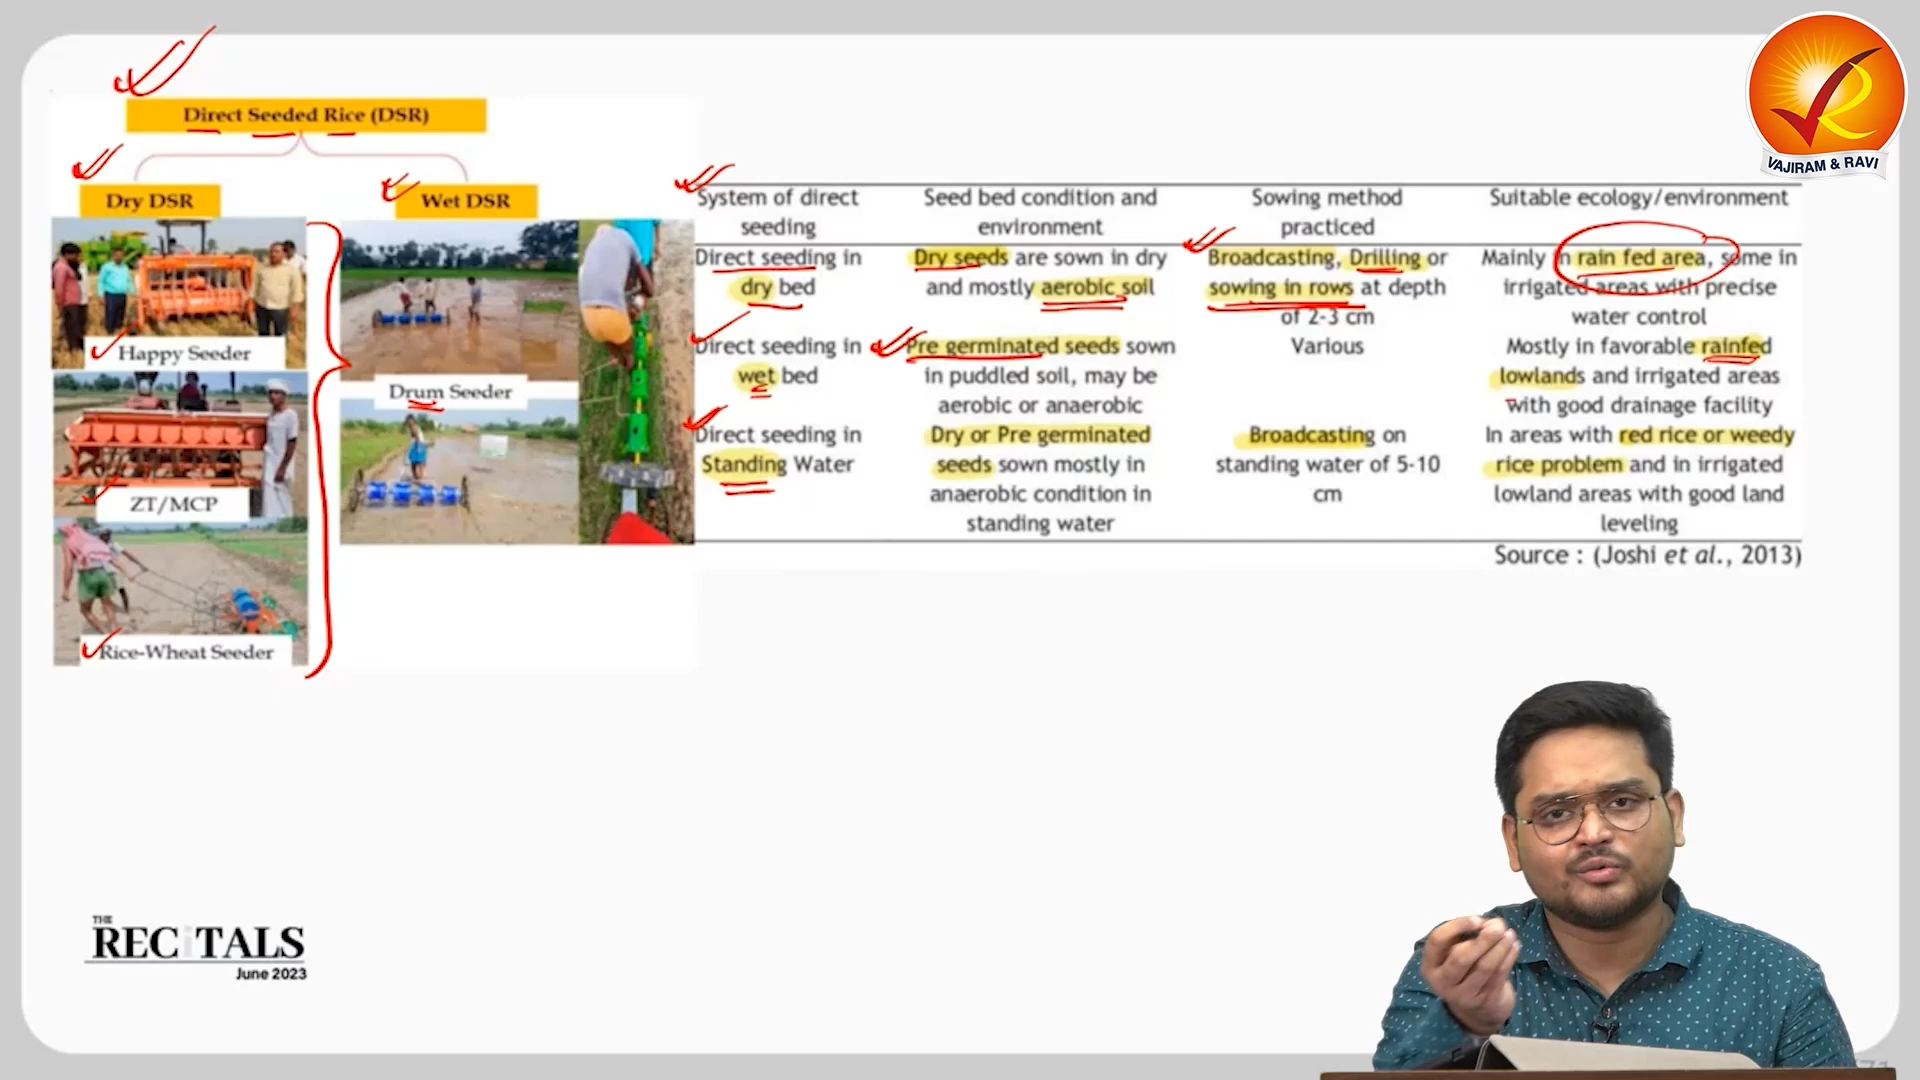 Direct Seeded Rice (DSR)
Dry DSR
Wet DSR
Happy Seeder
ZT/MCP
Rice-Wheat Seeder
Drum Seeder
System of direct
seeding
Seed bed condition and
environment
Sowing method
practiced
Suitable ecology/environment
Direct seeding in
dry bed
Dry seeds are sown in dry
and mostly aerobic soil
Broadcasting, Drilling or
sowing in rows at depth
of 2-3 cm
Mainly in rain fed area, some in
irrigated areas with precise
water control
Direct seeding in
wet bed
Pre germinated seeds sown
in puddled soil, may be
aerobic or anaerobic
Various
Mostly in favorable rainfed
lowlands and irrigated areas
with good drainage facility
Direct seeding in
Standing Water
Dry or Pre germinated
seeds sown mostly in
anaerobic condition in
standing water
Broadcasting on
standing water of 5-10
cm
In areas with red rice or weedy
rice problem and in irrigated
lowland areas with good land
leveling
Source : (Joshi et al., 2013)
VAJIRAM & RAVI
THE
RECITALS
June 2023
71